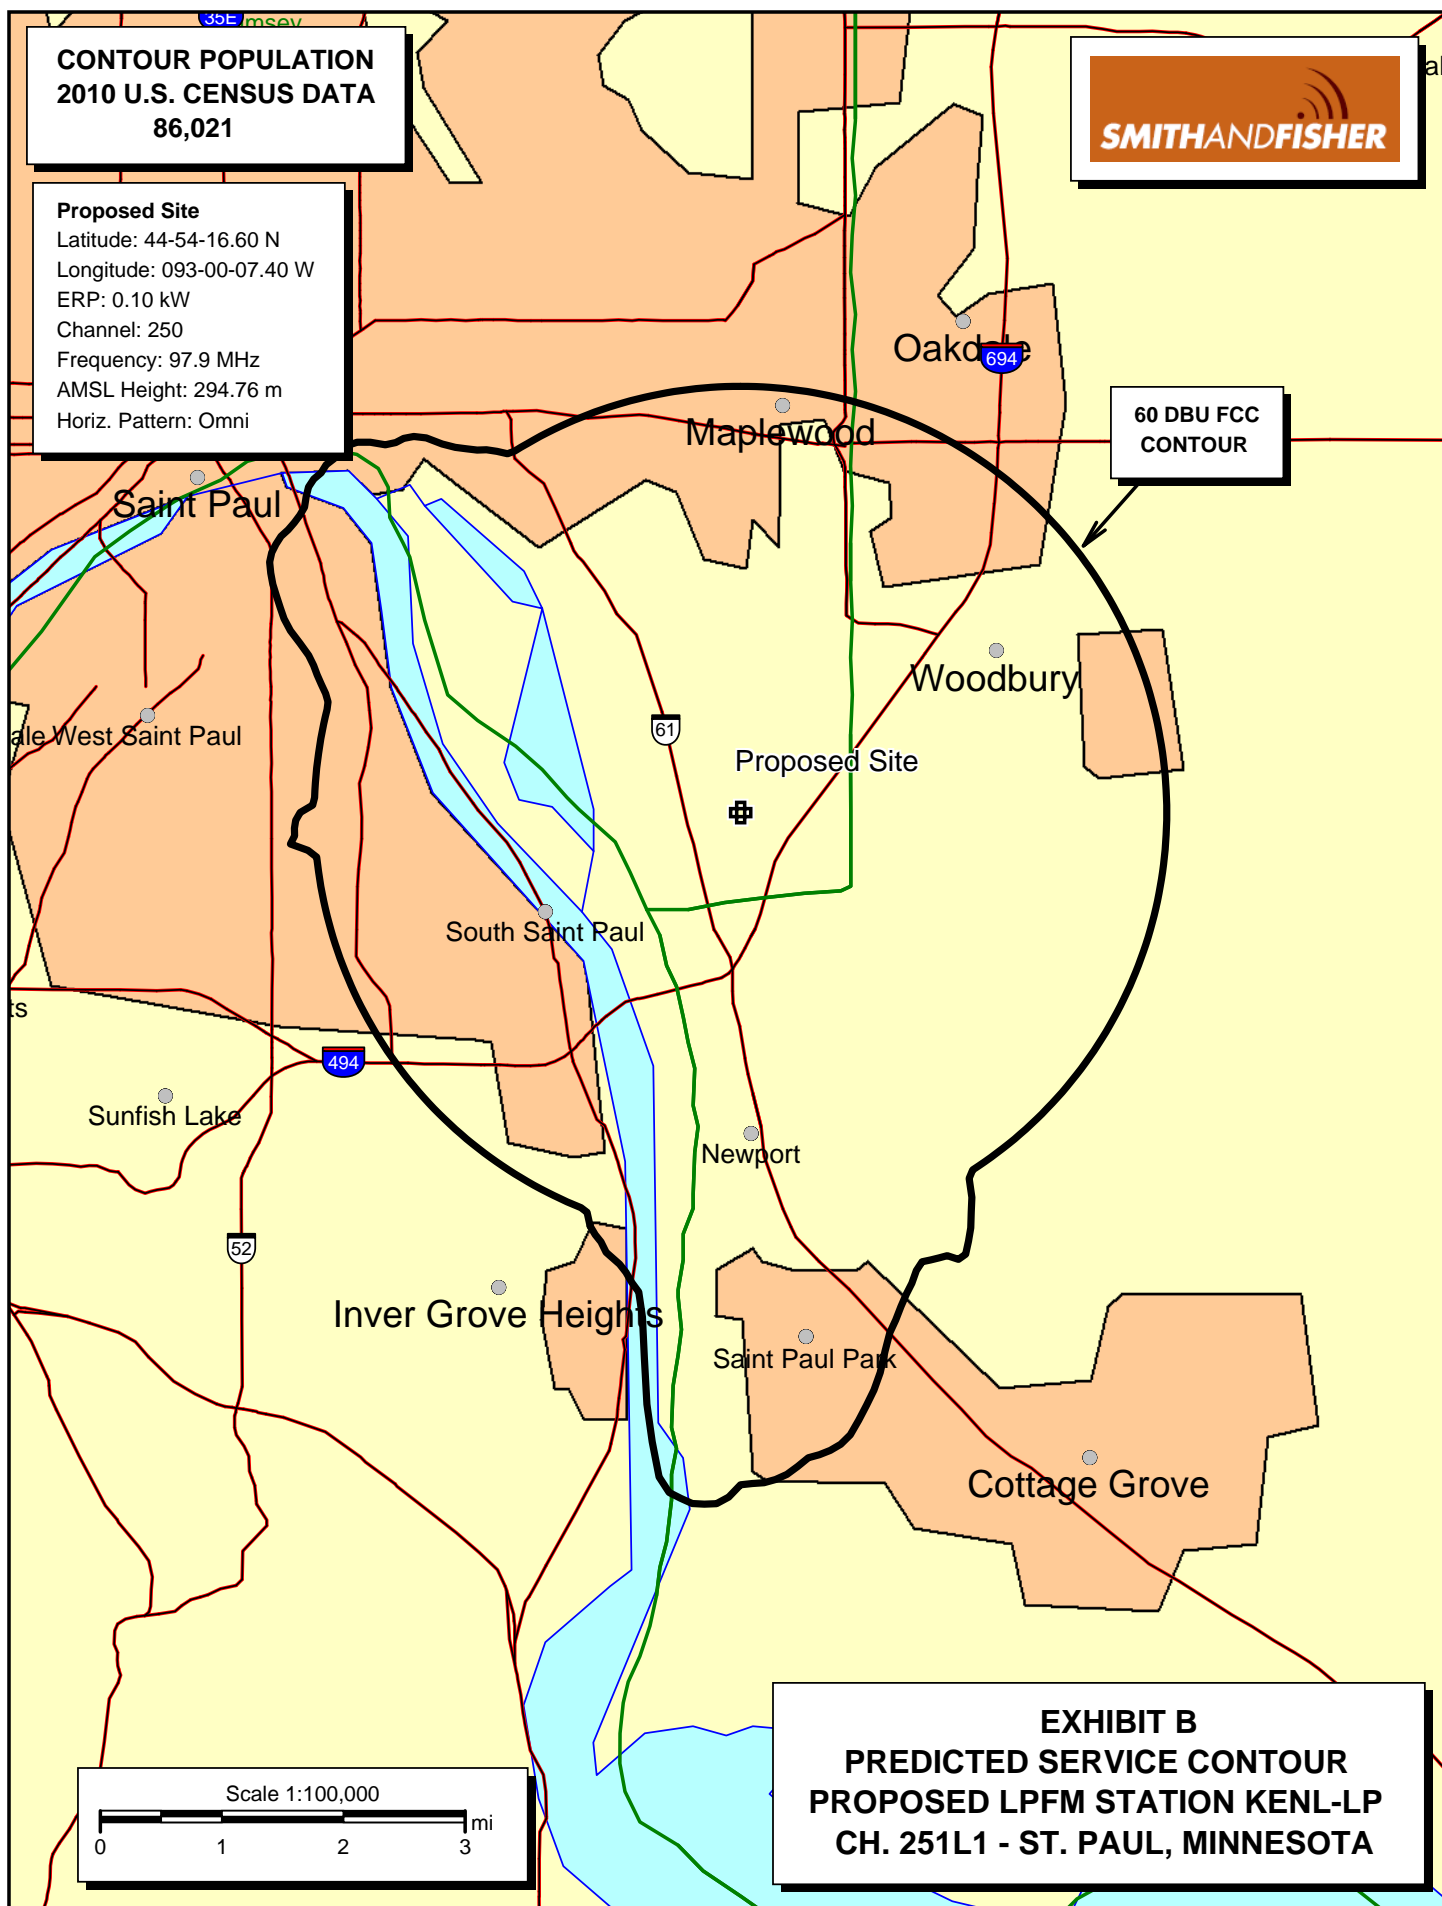 35E
msey
CONTOUR POPULATION
2010 U.S. CENSUS DATA
86,021
SMITHANDFISHER
Proposed Site
Latitude: 44-54-16.60 N
Longitude: 093-00-07.40 W
ERP: 0.10 kW
Channel: 250
Frequency: 97.9 MHz
AMSL Height: 294.76 m
Horiz. Pattern: Omni
Oakdale
694
60 DBU FCC
CONTOUR
Maplewood
Saint Paul
Woodbury
61
ale West Saint Paul
Proposed Site
South Saint Paul
ts
494
Sunfish Lake
Newport
52
Inver Grove Heights
Saint Paul Park
Cottage Grove
EXHIBIT B
PREDICTED SERVICE CONTOUR
PROPOSED LPFM STATION KENL-LP
CH. 251L1 - ST. PAUL, MINNESOTA
Scale 1:100,000
mi
0 1 2 3